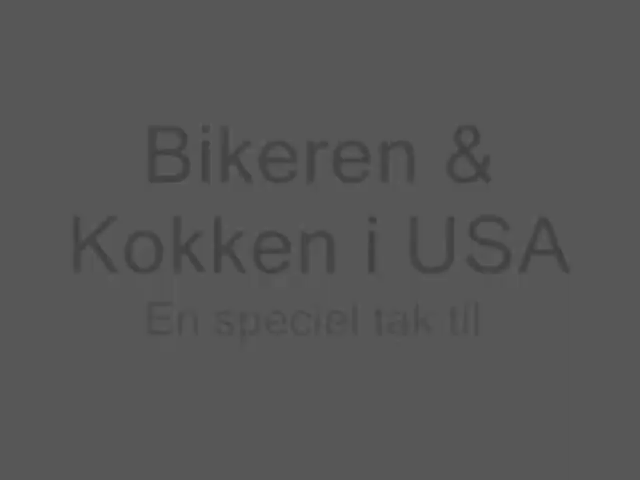 Bikeren &
Kokken i USA
En speciel tak til